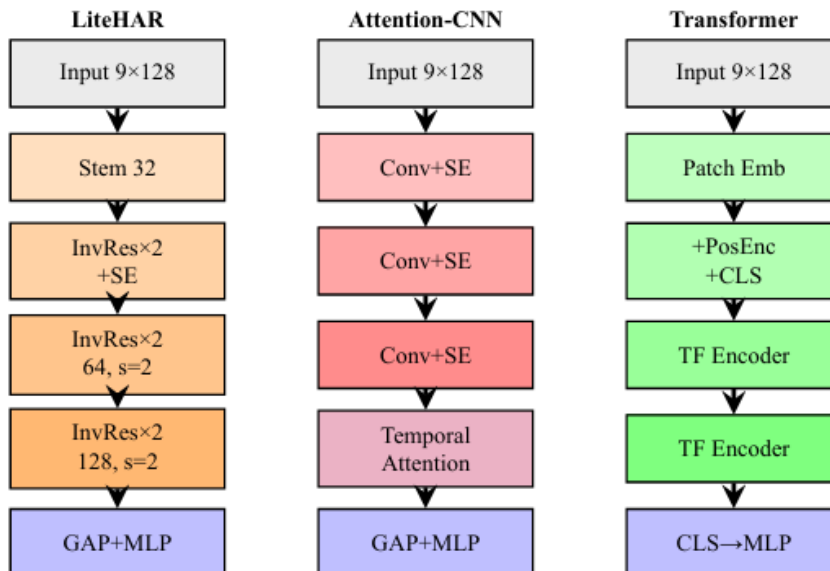 LiteHAR
Input 9×128
Stem 32
InvRes×2
+SE
InvRes×2
64, s=2
InvRes×2
128, s=2
GAP+MLP
Attention-CNN
Input 9×128
Conv+SE
Conv+SE
Conv+SE
Temporal
Attention
GAP+MLP
Transformer
Input 9×128
Patch Emb
+PosEnc
+CLS
TF Encoder
TF Encoder
CLS→MLP